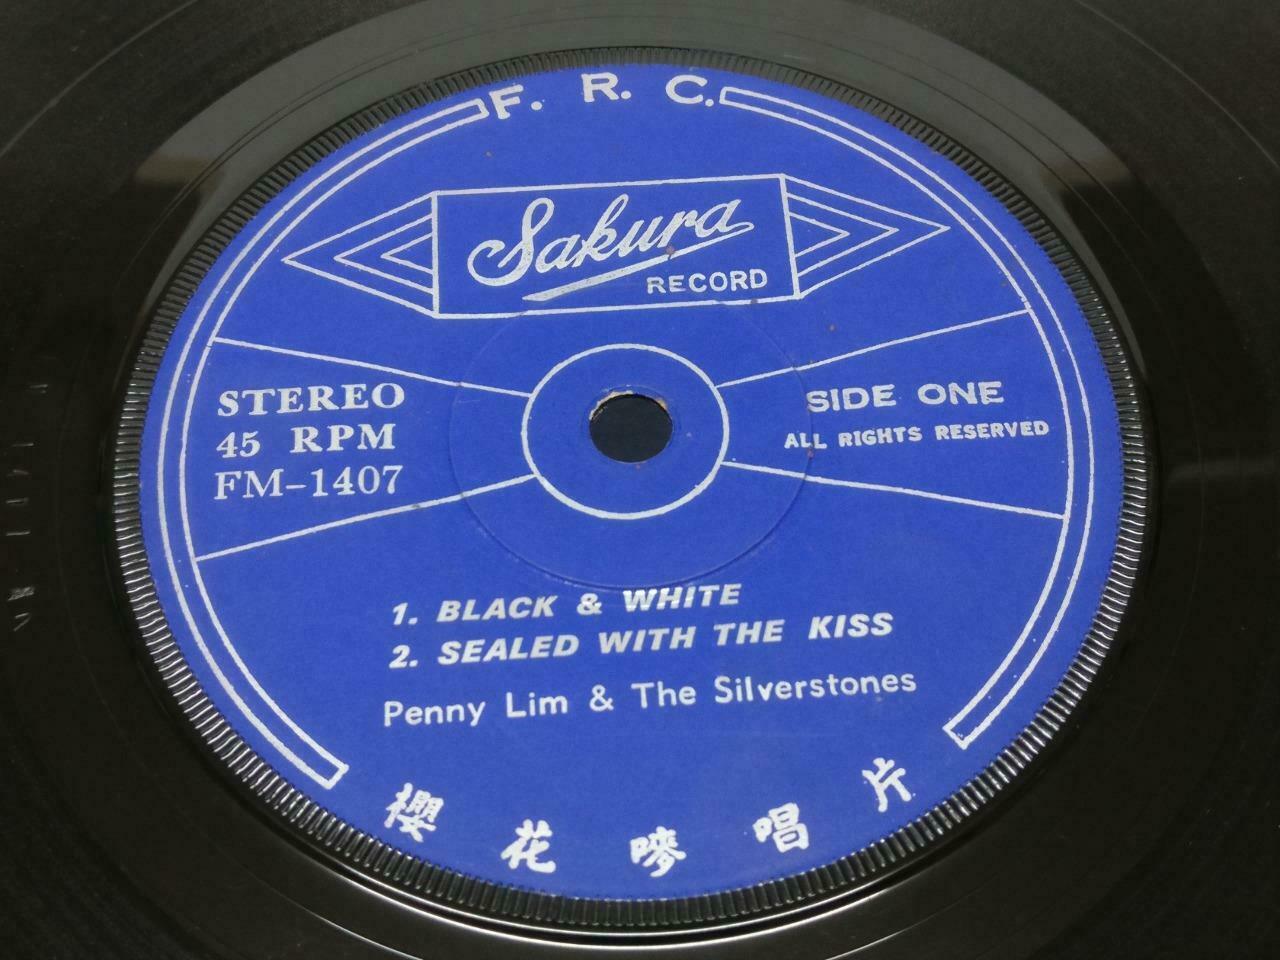 F. R. C.
Sakura
RECORD
STEREO
45 RPM
FM-1407
SIDE ONE
ALL RIGHTS RESERVED
1. BLACK & WHITE
2. SEALED WITH THE KISS
Penny Lim & The Silverstones
櫻花嘜唱片